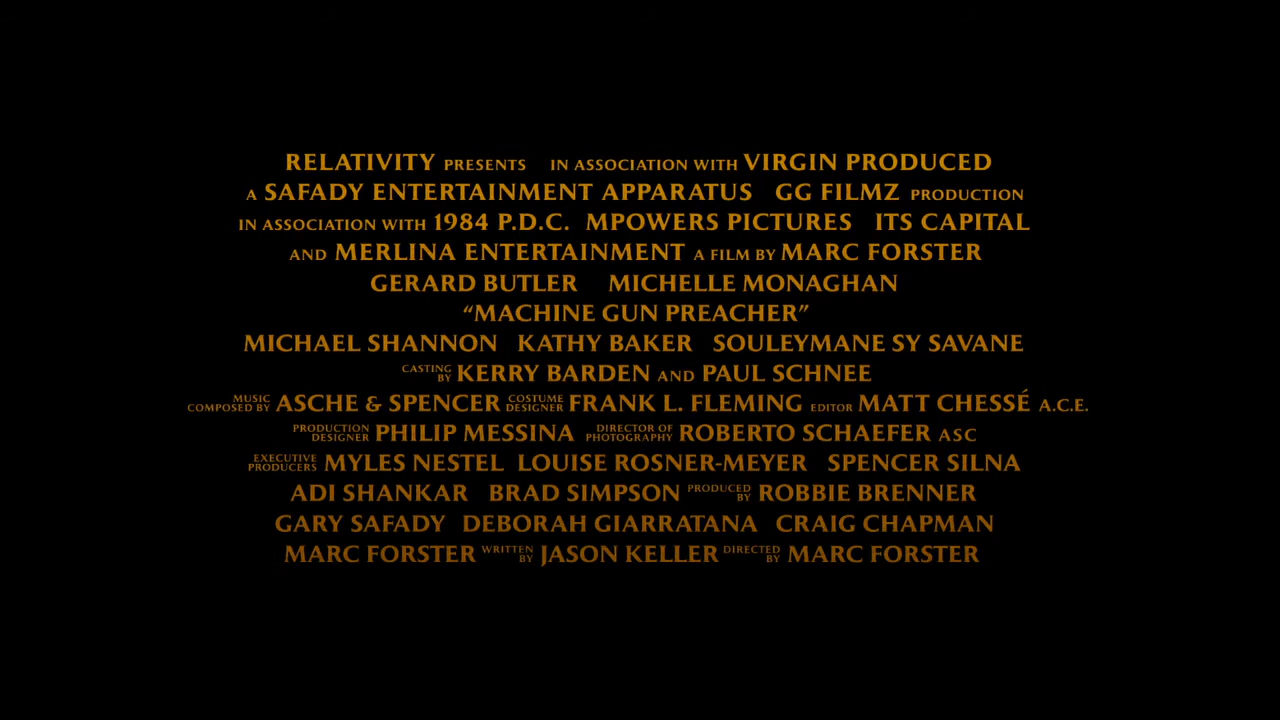 RELATIVITY PRESENTS IN ASSOCIATION WITH VIRGIN PRODUCED
A SAFADY ENTERTAINMENT APPARATUS GG FILMZ PRODUCTION
IN ASSOCIATION WITH 1984 P.D.C. MPOWERS PICTURES ITS CAPITAL
AND MERLINA ENTERTAINMENT A FILM BY MARC FORSTER
GERARD BUTLER MICHELLE MONAGHAN
“MACHINE GUN PREACHER”
MICHAEL SHANNON KATHY BAKER SOULEYMANE SY SAVANE
CASTING BY KERRY BARDEN AND PAUL SCHNEE
MUSIC COMPOSED BY ASCHE & SPENCER COSTUME DESIGNER FRANK L. FLEMING EDITOR MATT CHESSÉ A.C.E.
PRODUCTION DESIGNER PHILIP MESSINA DIRECTOR OF PHOTOGRAPHY ROBERTO SCHAEFER ASC
EXECUTIVE PRODUCERS MYLES NESTEL LOUISE ROSNER-MEYER SPENCER SILNA
ADI SHANKAR BRAD SIMPSON PRODUCED BY ROBBIE BRENNER
GARY SAFADY DEBORAH GIARRATANA CRAIG CHAPMAN
MARC FORSTER WRITTEN BY JASON KELLER DIRECTED BY MARC FORSTER